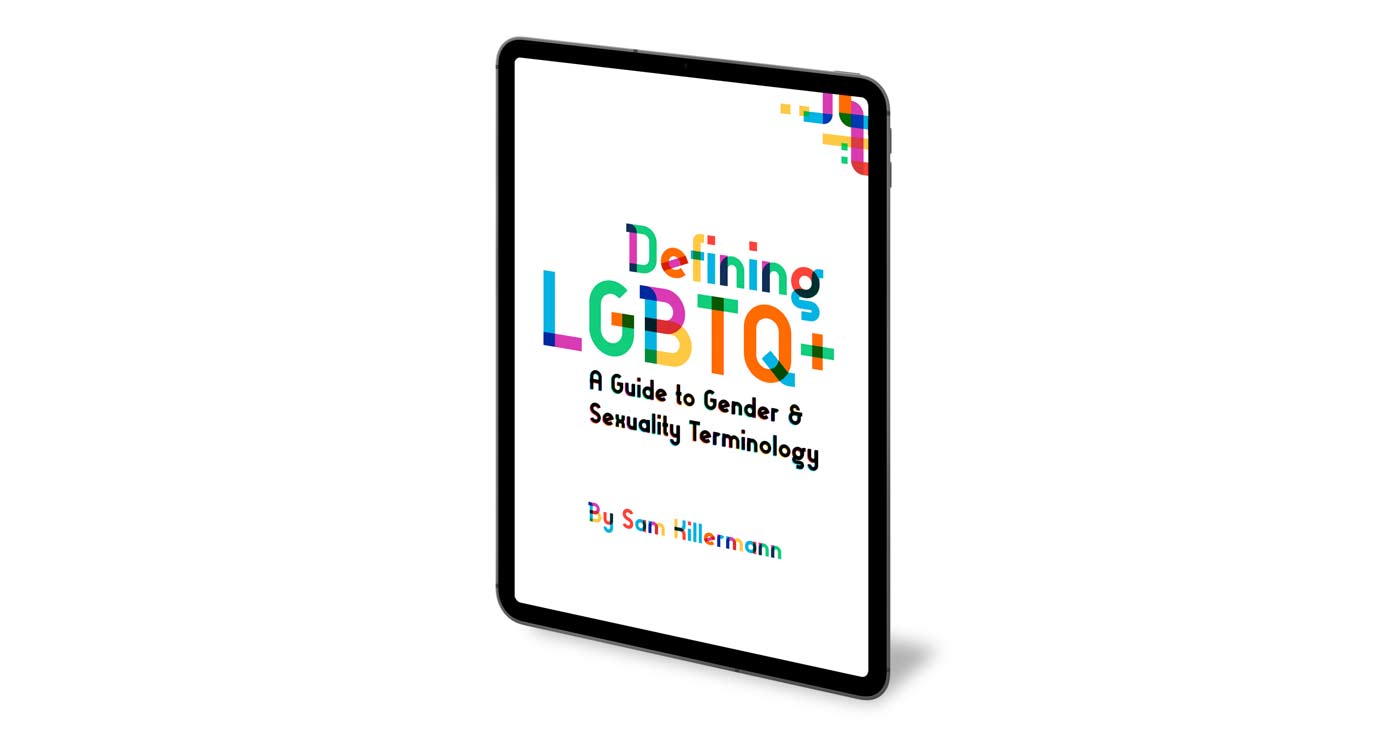 Defining
LGBTQ+
A Guide to Gender &
Sexuality Terminology
By Sam Killermann